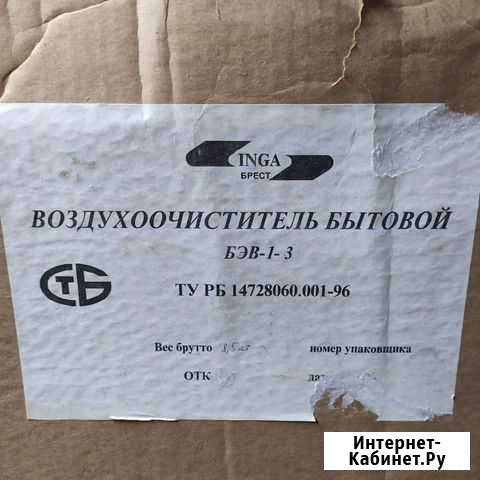 INGA
БРЕСТ
ВОЗДУХООЧИСТИТЕЛЬ БЫТОВОЙ
БЭВ-1- 3
СТБ
ТУ РБ 14728060.001-96
Вес брутто номер упаковщика
ОТК
Интернет-
Кабинет.Ру